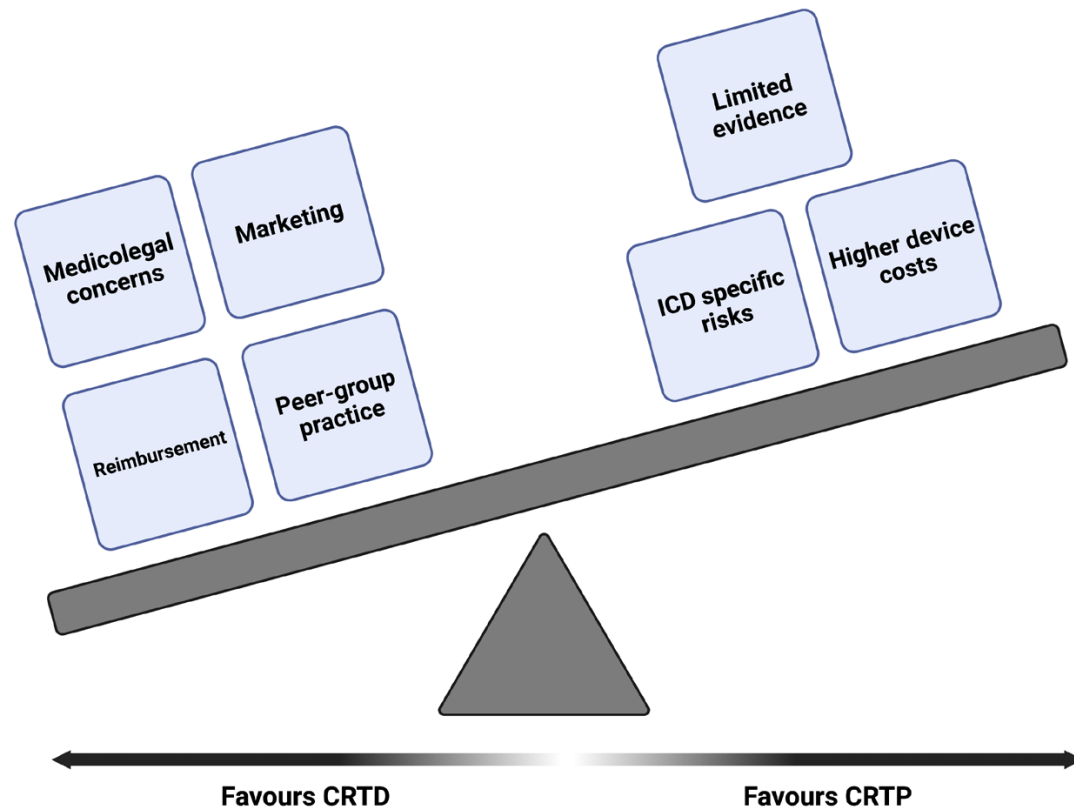 Limited
evidence
Marketing
Medicolegal
concerns
Higher device
costs
ICD specific
risks
Peer-group
practice
Reimbursement
Favours CRTD
Favours CRTP